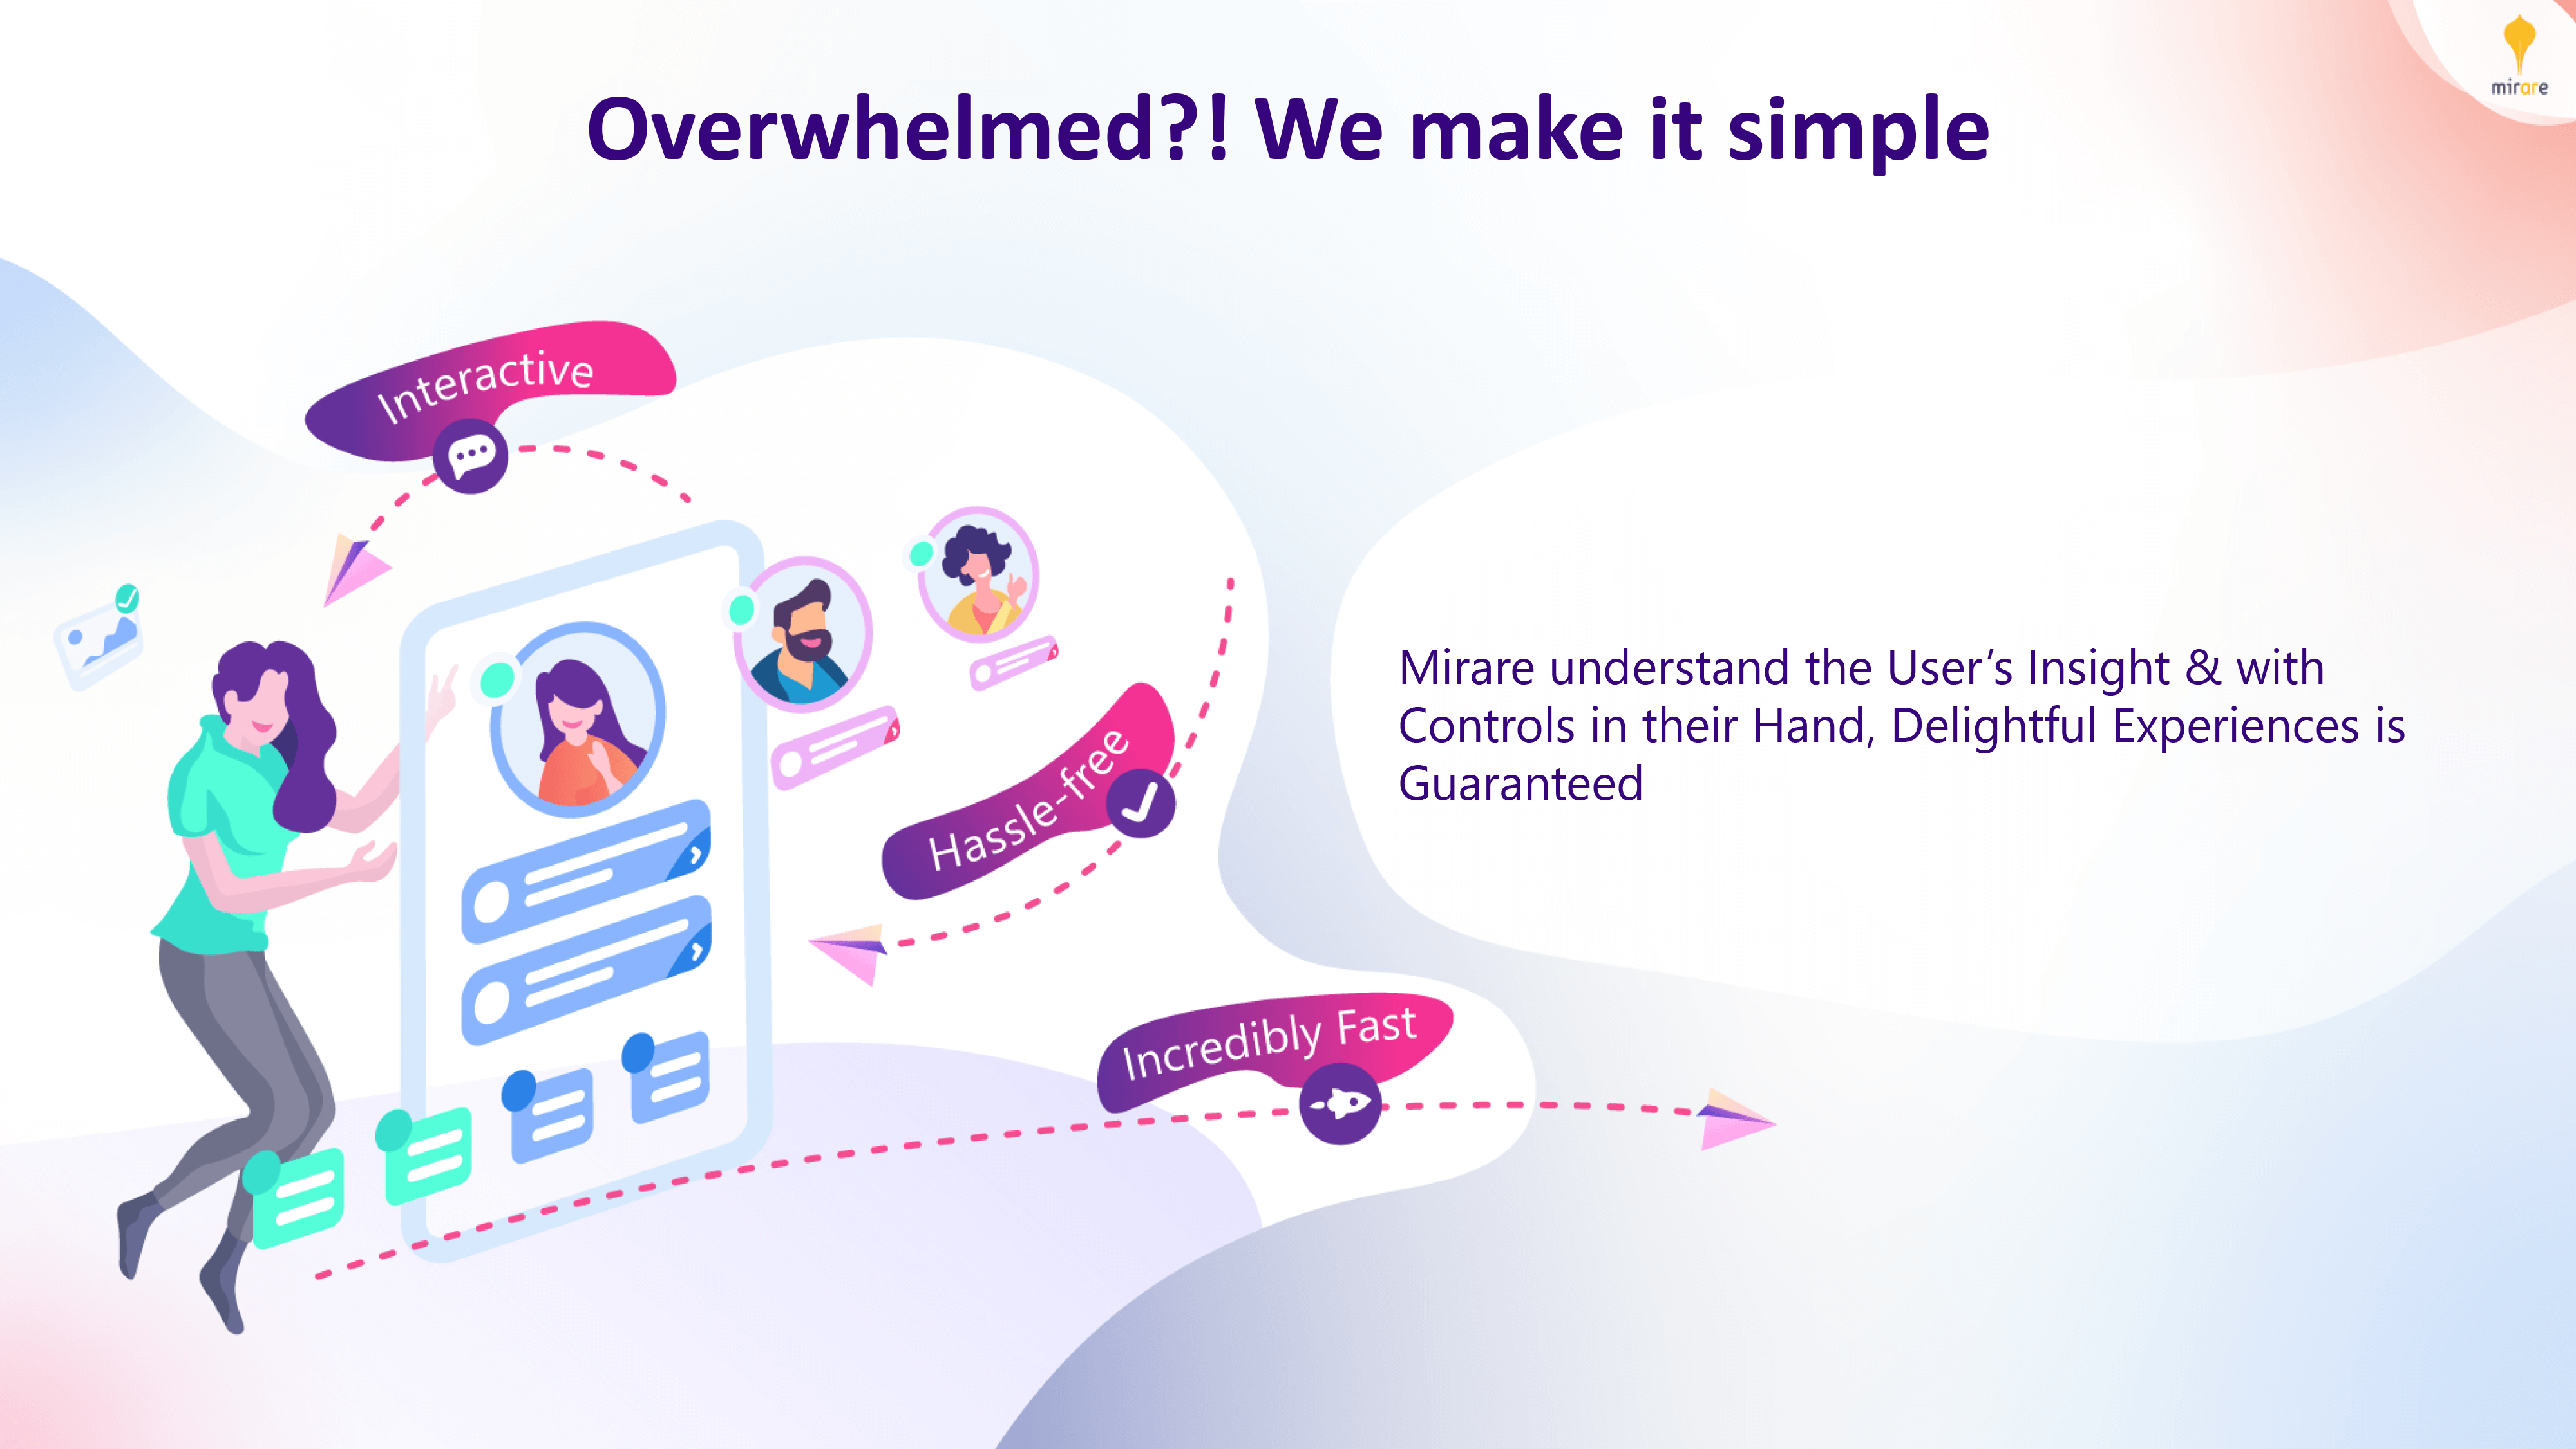 mirare
Overwhelmed?! We make it simple
Interactive
Hassle-free
Incredibly Fast
Mirare understand the User’s Insight & with
Controls in their Hand, Delightful Experiences is
Guaranteed